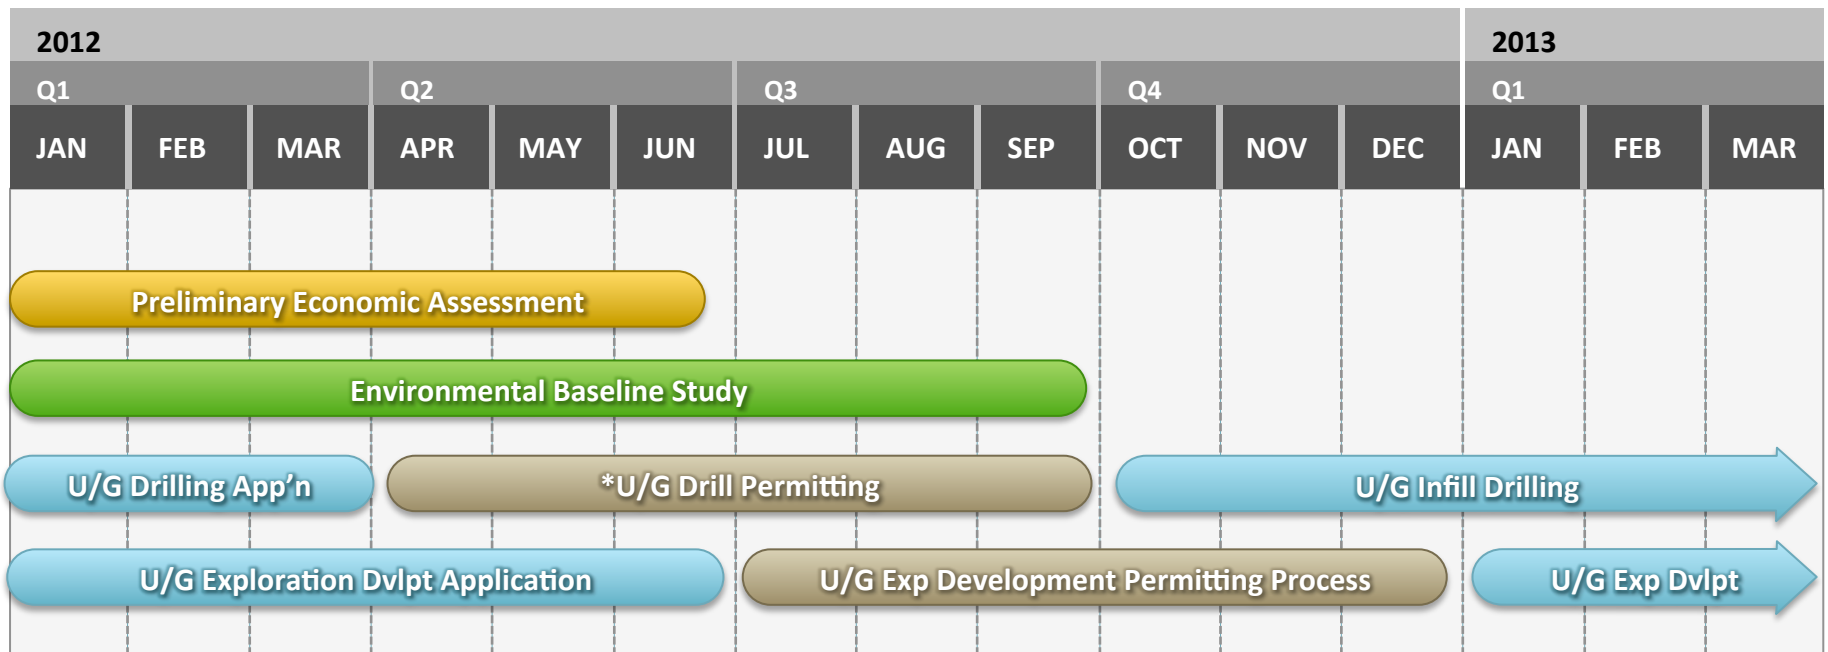 2012 2013
Q1 Q2 Q3 Q4 Q1
JAN FEB MAR APR MAY JUN JUL AUG SEP OCT NOV DEC JAN FEB MAR
Preliminary Economic Assessment
Environmental Baseline Study
U/G Drilling App’n *U/G Drill Permitting U/G Infill Drilling
U/G Exploration Dvlpt Application U/G Exp Development Permitting Process U/G Exp Dvlpt